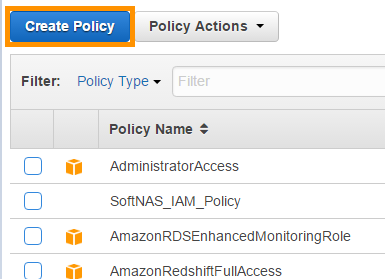 Create Policy Policy Actions
Filter: Policy Type Filter
Policy Name
AdministratorAccess
SoftNAS_IAM_Policy
AmazonRDSEnhancedMonitoringRole
AmazonRedshiftFullAccess